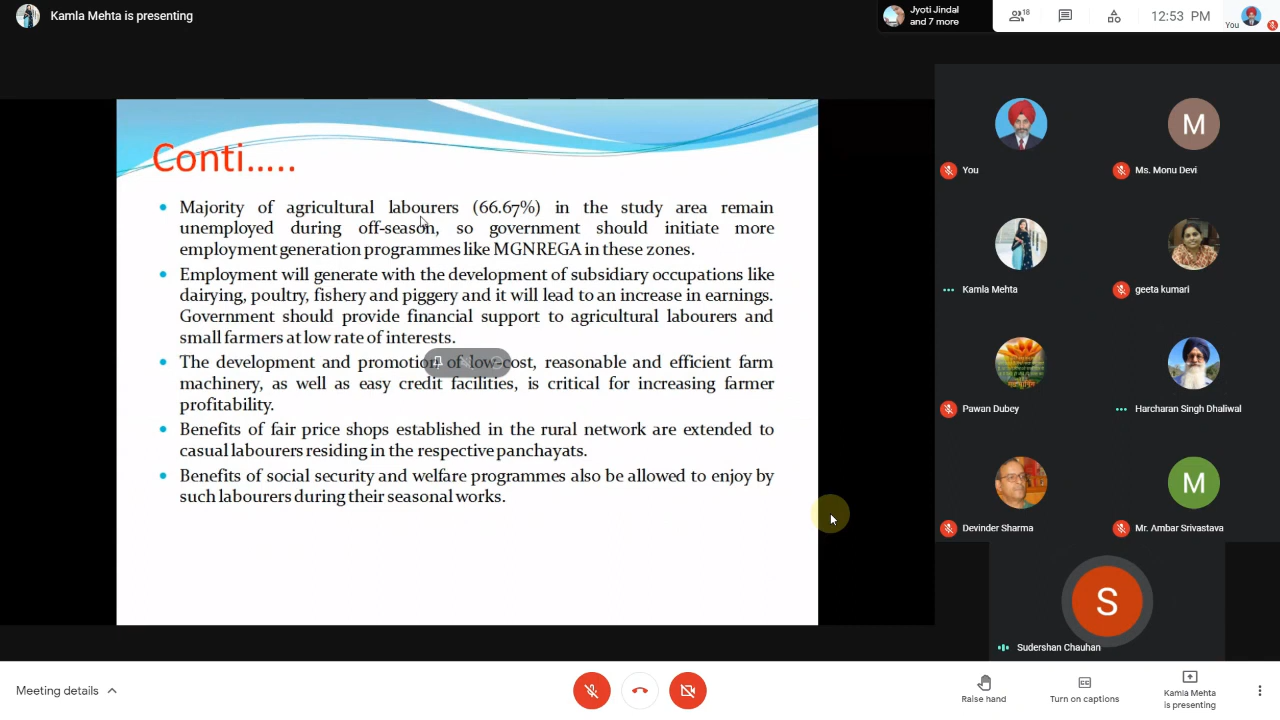 Kamla Mehta is presenting
Jyoti Jindal
and 7 more
18
12:53 PM
You
Conti.....
Majority of agricultural labourers (66.67%) in the study area remain
unemployed during off-season, so government should initiate more
employment generation programmes like MGNREGA in these zones.
Employment will generate with the development of subsidiary occupations like
dairying, poultry, fishery and piggery and it will lead to an increase in earnings.
Government should provide financial support to agricultural labourers and
small farmers at low rate of interests.
The development and promotion of low-cost, reasonable and efficient farm
machinery, as well as easy credit facilities, is critical for increasing farmer
profitability.
Benefits of fair price shops established in the rural network are extended to
casual labourers residing in the respective panchayats.
Benefits of social security and welfare programmes also be allowed to enjoy by
such labourers during their seasonal works.
You
M
Ms. Monu Devi
Kamla Mehta
geeta kumari
Pawan Dubey
Harcharan Singh Dhaliwal
Devinder Sharma
M
Mr. Ambar Srivastava
S
Sudershan Chauhan
Meeting details
Raise hand
Turn on captions
Kamla Mehta
is presenting